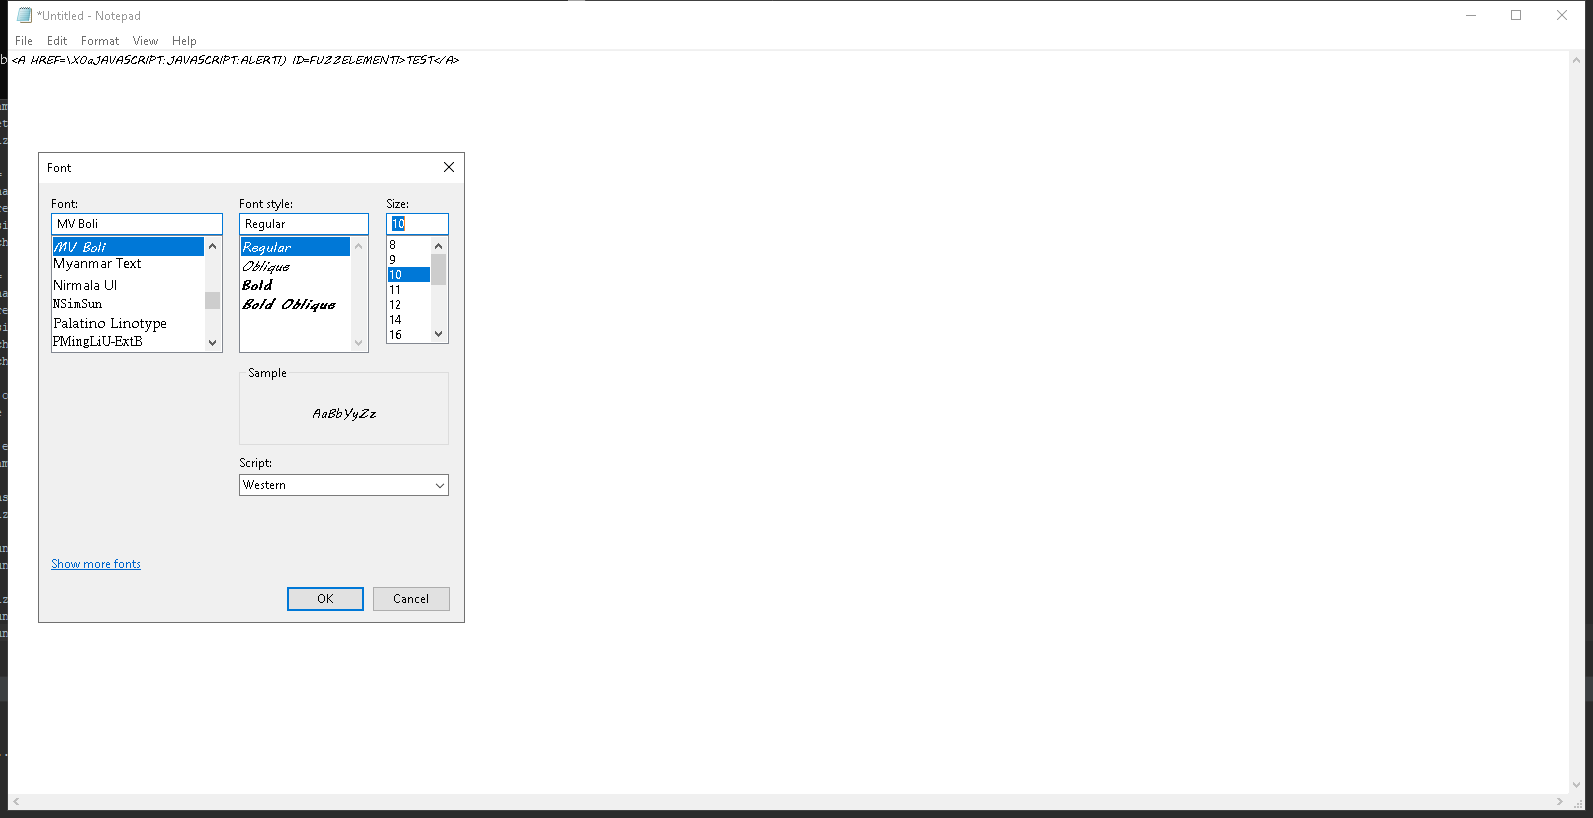 *Untitled - Notepad
File Edit Format View Help
<A HREF=\X0aJAVASCRIPT:JAVASCRIPT:ALERT1) ID=FUZZELEMENT1>TEST</A>
Font
Font: Font style: Size:
MV Boli Regular 10
MV Boli Regular 8
Myanmar Text Oblique 9
Nirmala UI Bold 10
NSimSun Bold Oblique 11
Palatino Linotype 12
PMingLiU-ExtB 14
16
Sample
AaBbYyZz
Script:
Western
Show more fonts
OK Cancel